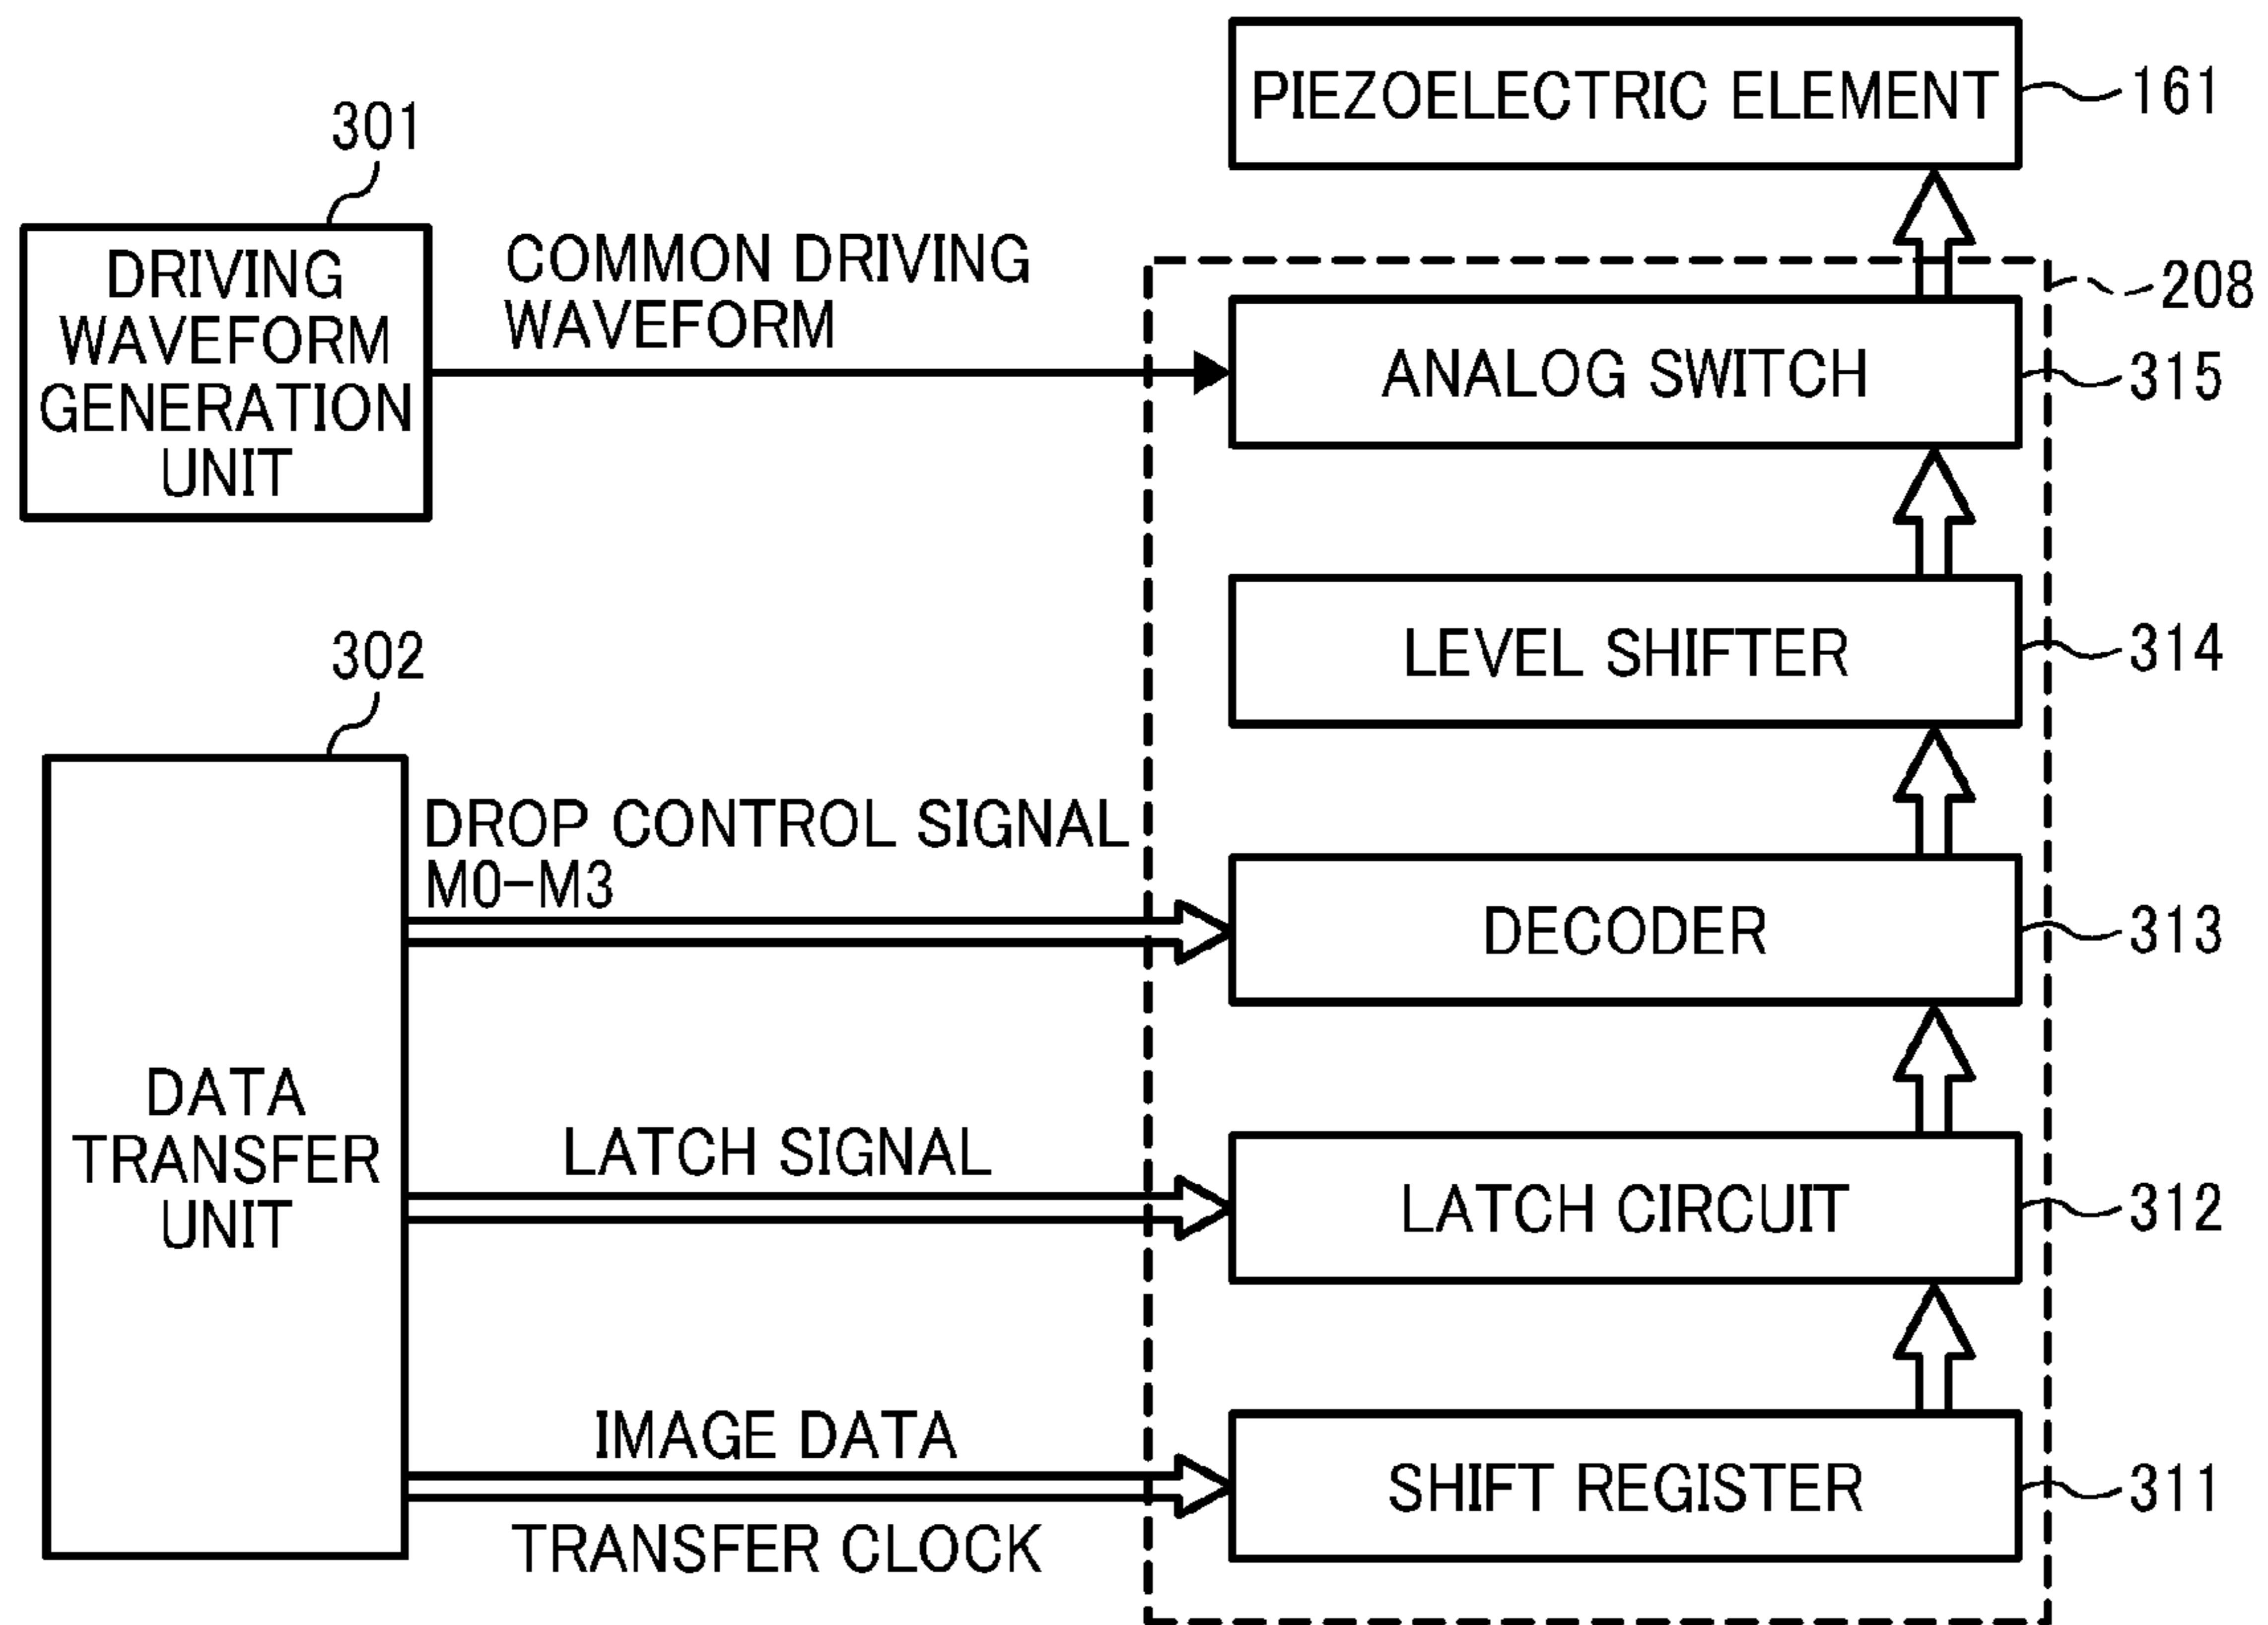 PIEZOELECTRIC ELEMENT
161
301
DRIVING
WAVEFORM
GENERATION
UNIT
COMMON DRIVING
WAVEFORM
208
ANALOG SWITCH
315
LEVEL SHIFTER
314
302
DATA
TRANSFER
UNIT
DROP CONTROL SIGNAL
M0-M3
DECODER
313
LATCH SIGNAL
LATCH CIRCUIT
312
IMAGE DATA
TRANSFER CLOCK
SHIFT REGISTER
311